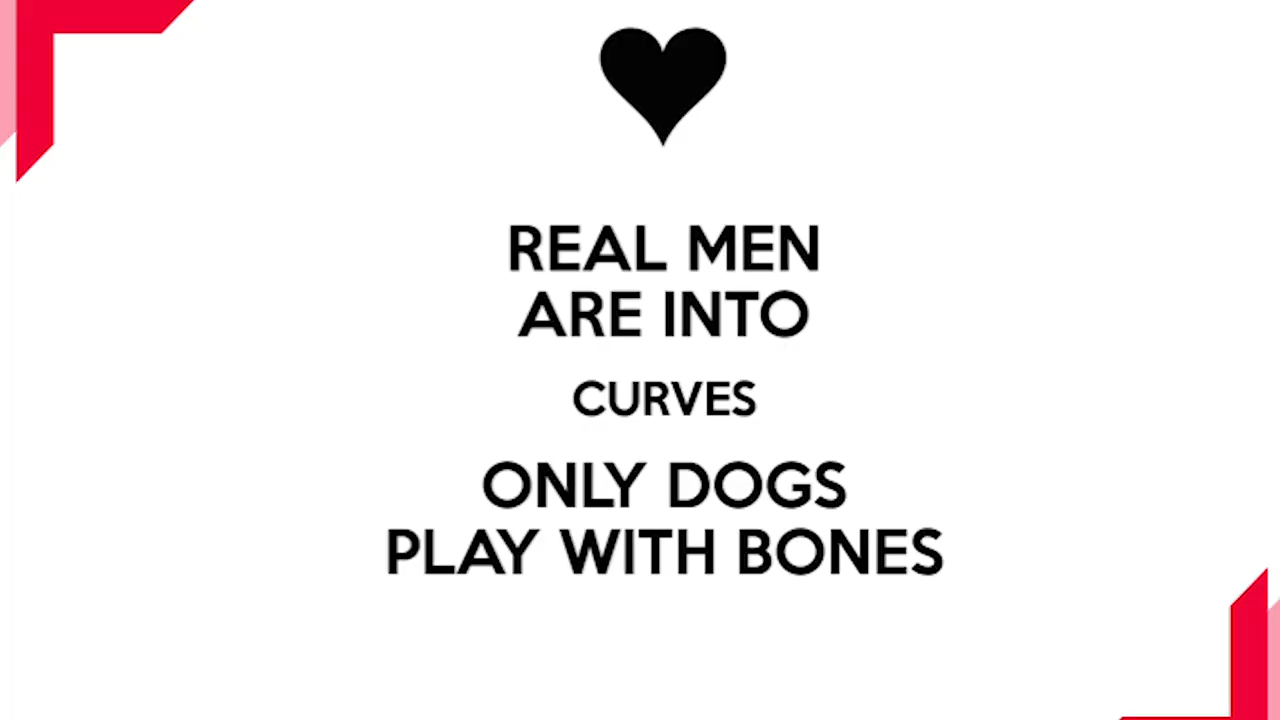 REAL MEN
ARE INTO
CURVES
ONLY DOGS
PLAY WITH BONES